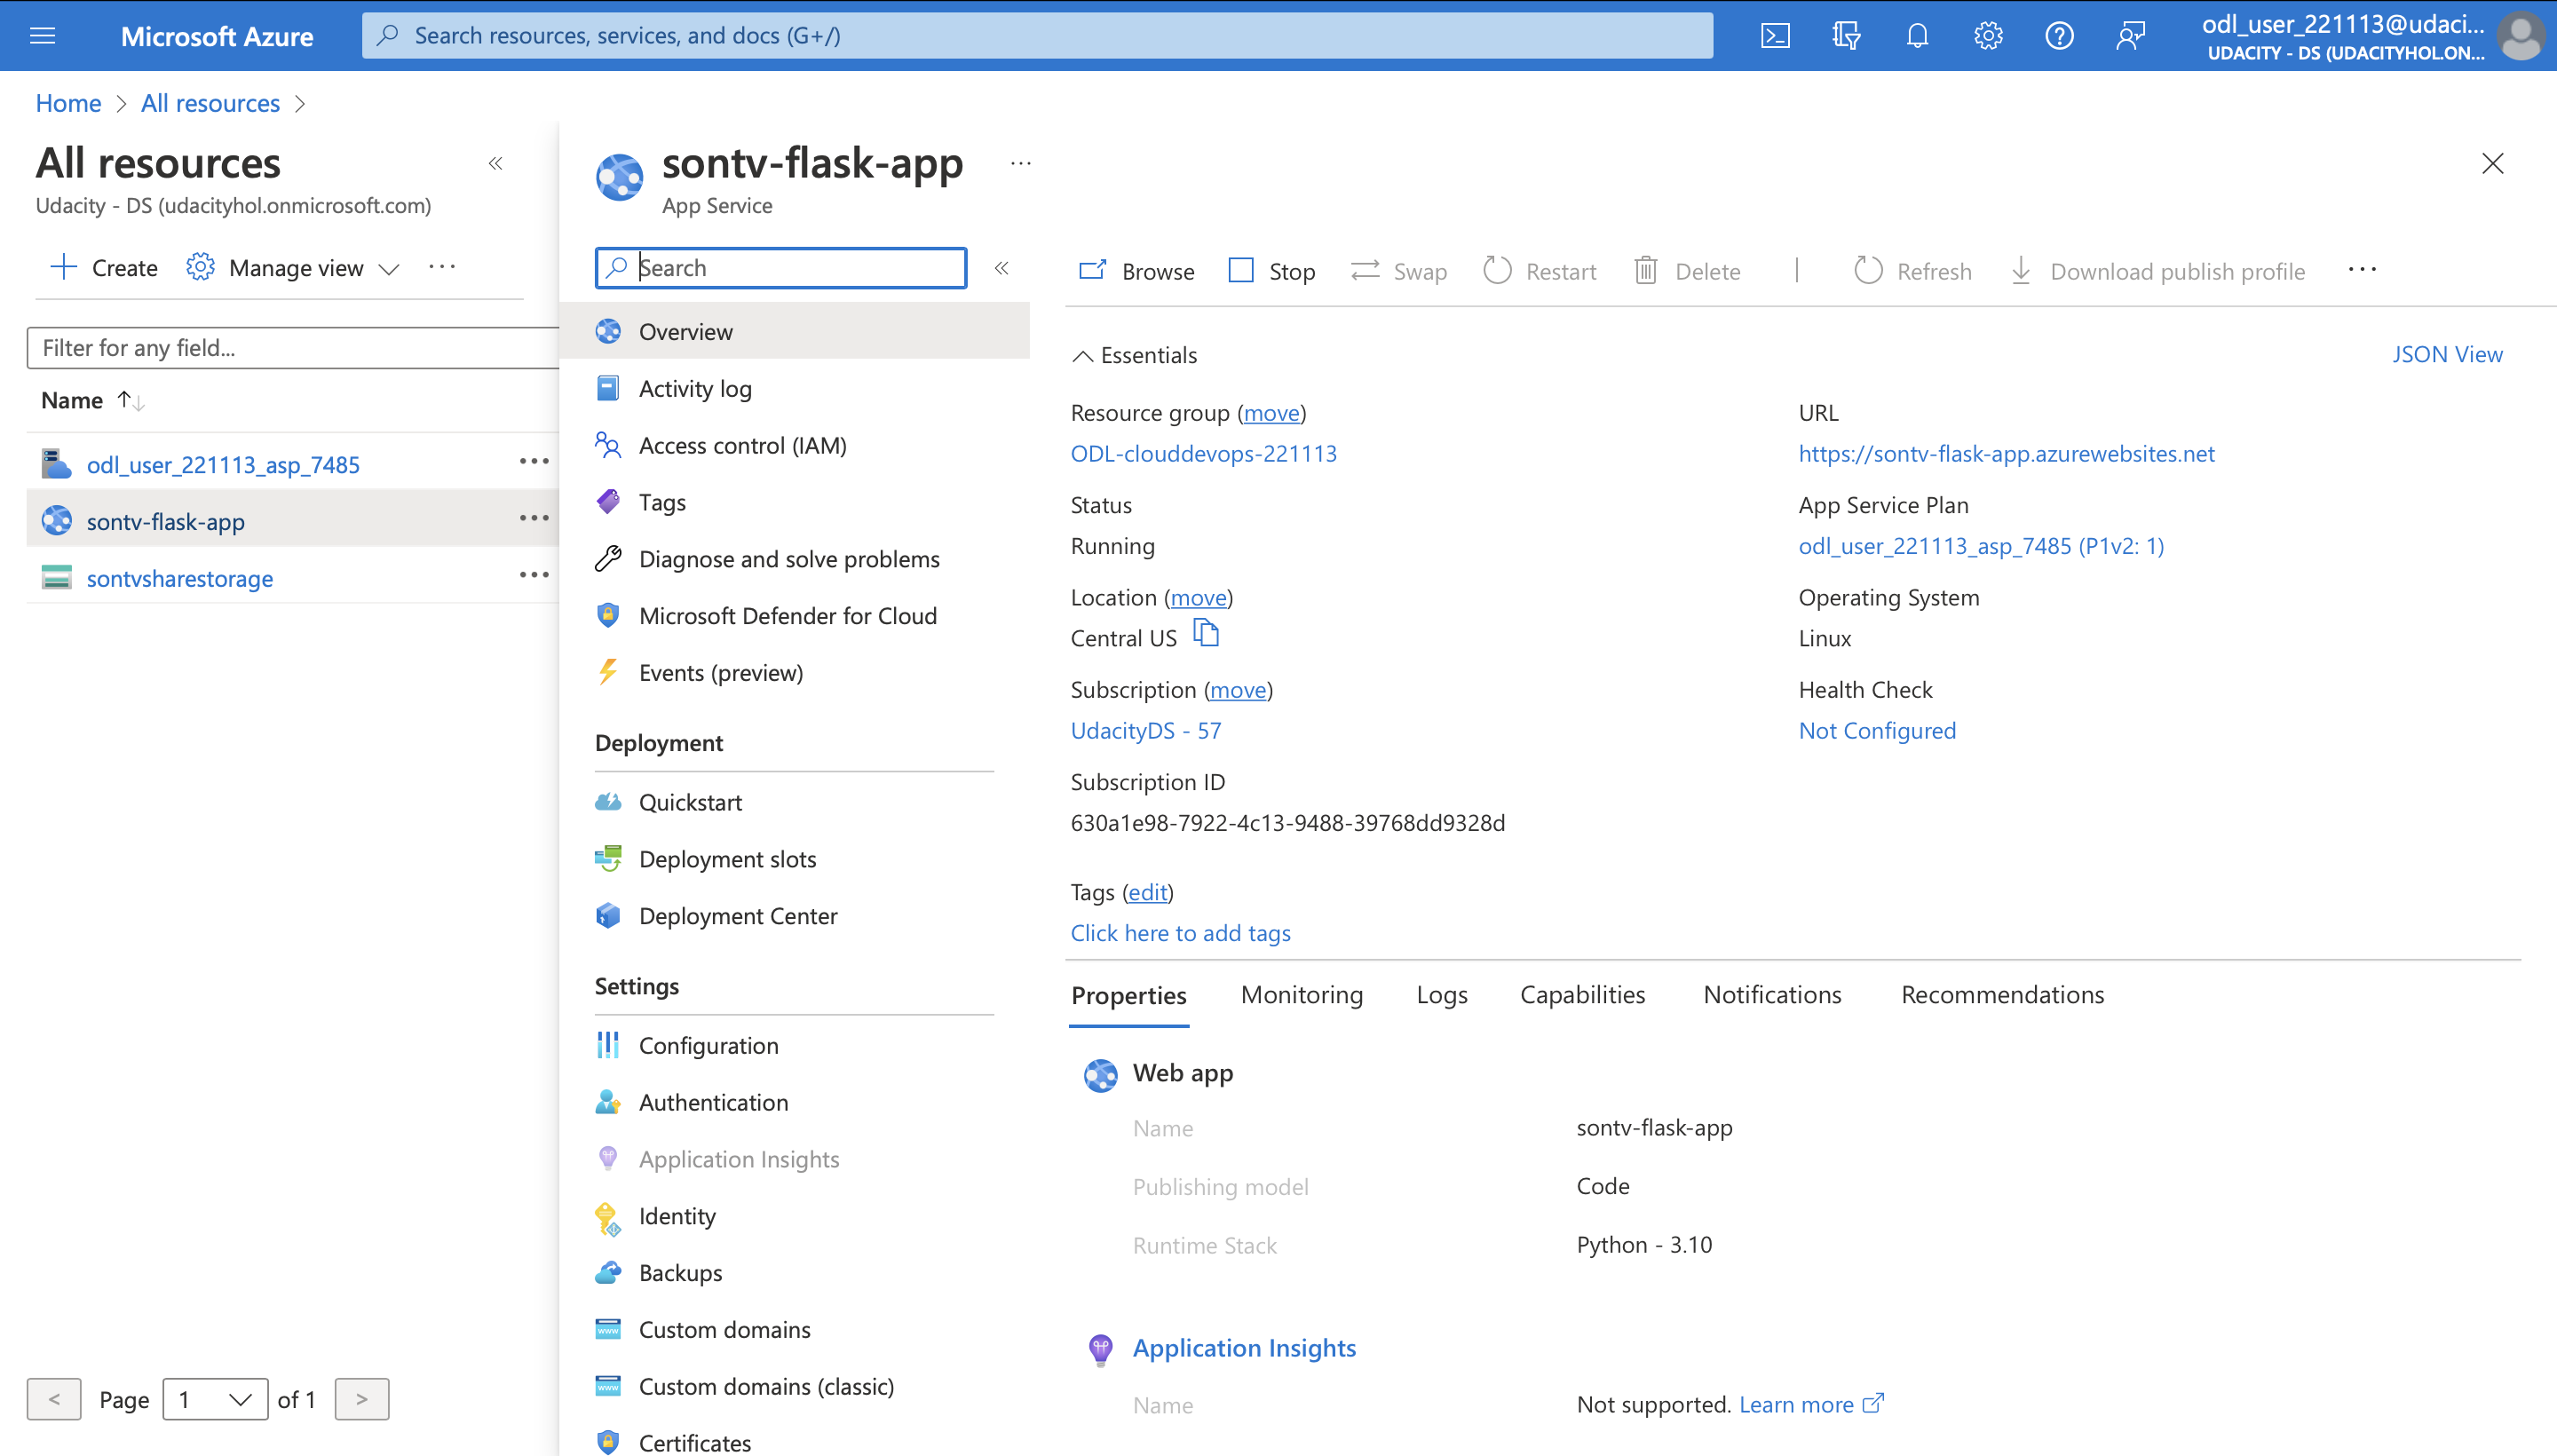 Microsoft Azure
Search resources, services, and docs (G+/)
odl_user_221113@udaci...
UDACITY - DS (UDACITYHOL.ON...
Home > All resources >
All resources
Udacity - DS (udacityhol.onmicrosoft.com)
Create
Manage view
Filter for any field...
Name
odl_user_221113_asp_7485
sontv-flask-app
sontvsharestorage
< Page 1 of 1 >
sontv-flask-app
App Service
Search
Overview
Activity log
Access control (IAM)
Tags
Diagnose and solve problems
Microsoft Defender for Cloud
Events (preview)
Deployment
Quickstart
Deployment slots
Deployment Center
Settings
Configuration
Authentication
Application Insights
Identity
Backups
Custom domains
Custom domains (classic)
Certificates
Browse Stop Swap Restart Delete Refresh Download publish profile
Essentials
JSON View
Resource group (move)
ODL-clouddevops-221113
Status
Running
Location (move)
Central US
Subscription (move)
UdacityDS - 57
Subscription ID
630a1e98-7922-4c13-9488-39768dd9328d
URL
https://sontv-flask-app.azurewebsites.net
App Service Plan
odl_user_221113_asp_7485 (P1v2: 1)
Operating System
Linux
Health Check
Not Configured
Tags (edit)
Click here to add tags
Properties Monitoring Logs Capabilities Notifications Recommendations
Web app
Name sontv-flask-app
Publishing model Code
Runtime Stack Python - 3.10
Application Insights
Name Not supported. Learn more